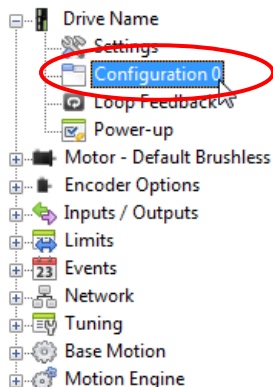 Drive Name
Settings
Configuration 0
Loop Feedback
Power-up
Motor - Default Brushless
Encoder Options
Inputs / Outputs
Limits
23 Events
Network
Tuning
Base Motion
Motion Engine